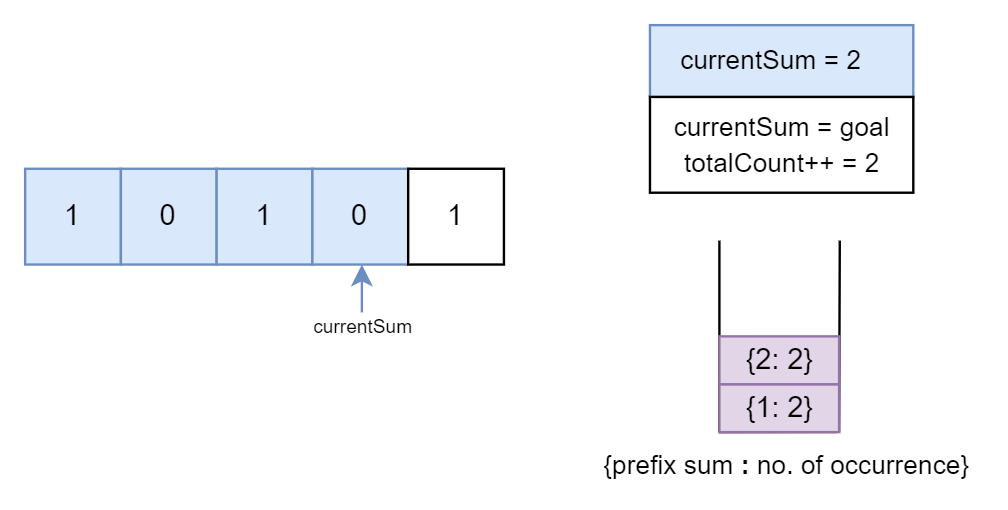 currentSum = 2
currentSum = goal
totalCount++ = 2
1 0 1 0 1
currentSum
{2: 2}
{1: 2}
{prefix sum : no. of occurrence}